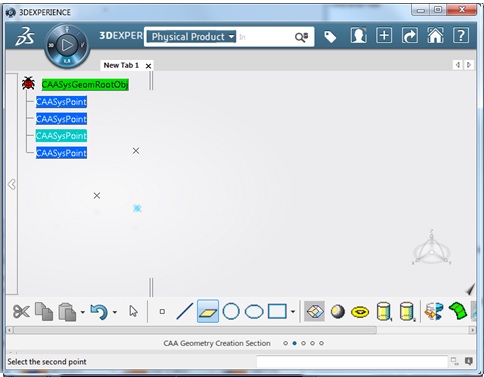 3DEXPERIENCE
3DEXPER
Physical Product
in
New Tab 1
CAASysGeomRootObj
CAASysPoint
CAASysPoint
CAASysPoint
CAASysPoint
CAA Geometry Creation Section
Select the second point